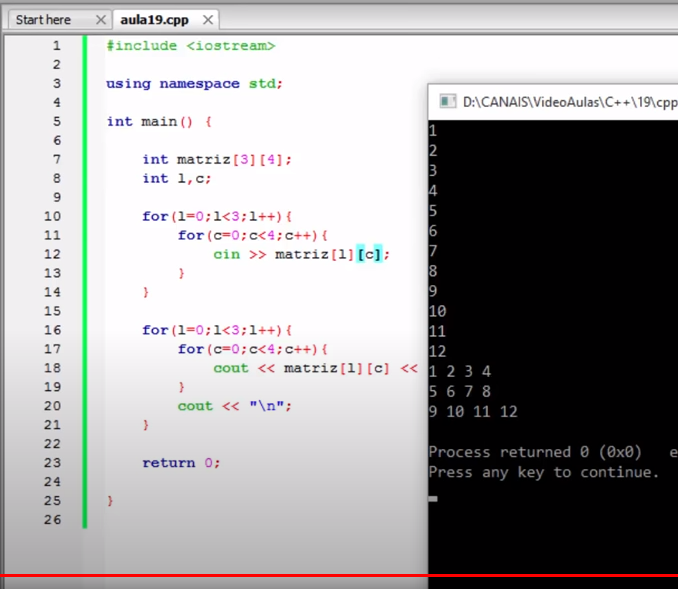 Start here
aula19.cpp
1 #include <iostream>
2
3 using namespace std;
4
5 int main() {
6
7 int matriz[3][4];
8 int l,c;
9
10 for(l=0;l<3;l++){
11 for(c=0;c<4;c++){
12 cin >> matriz[l][c];
13 }
14 }
15
16 for(l=0;l<3;l++){
17 for(c=0;c<4;c++){
18 cout << matriz[l][c] <<
19 }
20 cout << "\n";
21 }
22
23 return 0;
24
25 }
26
D:\CANAIS\VideoAulas\C++\19\cpp
1
2
3
4
5
6
7
8
9
10
11
12
1 2 3 4
5 6 7 8
9 10 11 12
Process returned 0 (0x0) e
Press any key to continue.